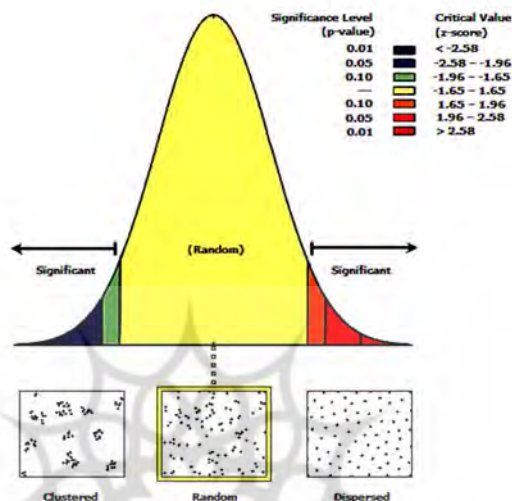 Significance Level Critical Value
(p-value) (z-score)
0.01 < -2.58
0.05 -2.58 – -1.96
0.10 -1.96 – -1.65
— -1.65 – 1.65
0.10 1.65 – 1.96
0.05 1.96 – 2.58
0.01 > 2.58
(Random)
Significant Significant
Clustered Random Dispersed